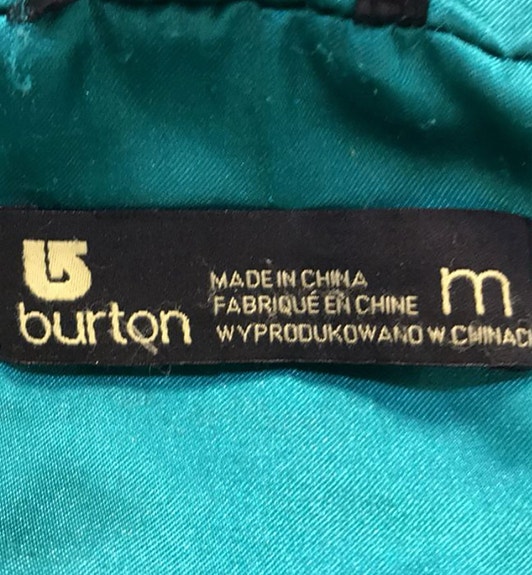 burton
MADE IN CHINA
FABRIQUÉ EN CHINE
WYPRODUKOWANO W CHINACH
m